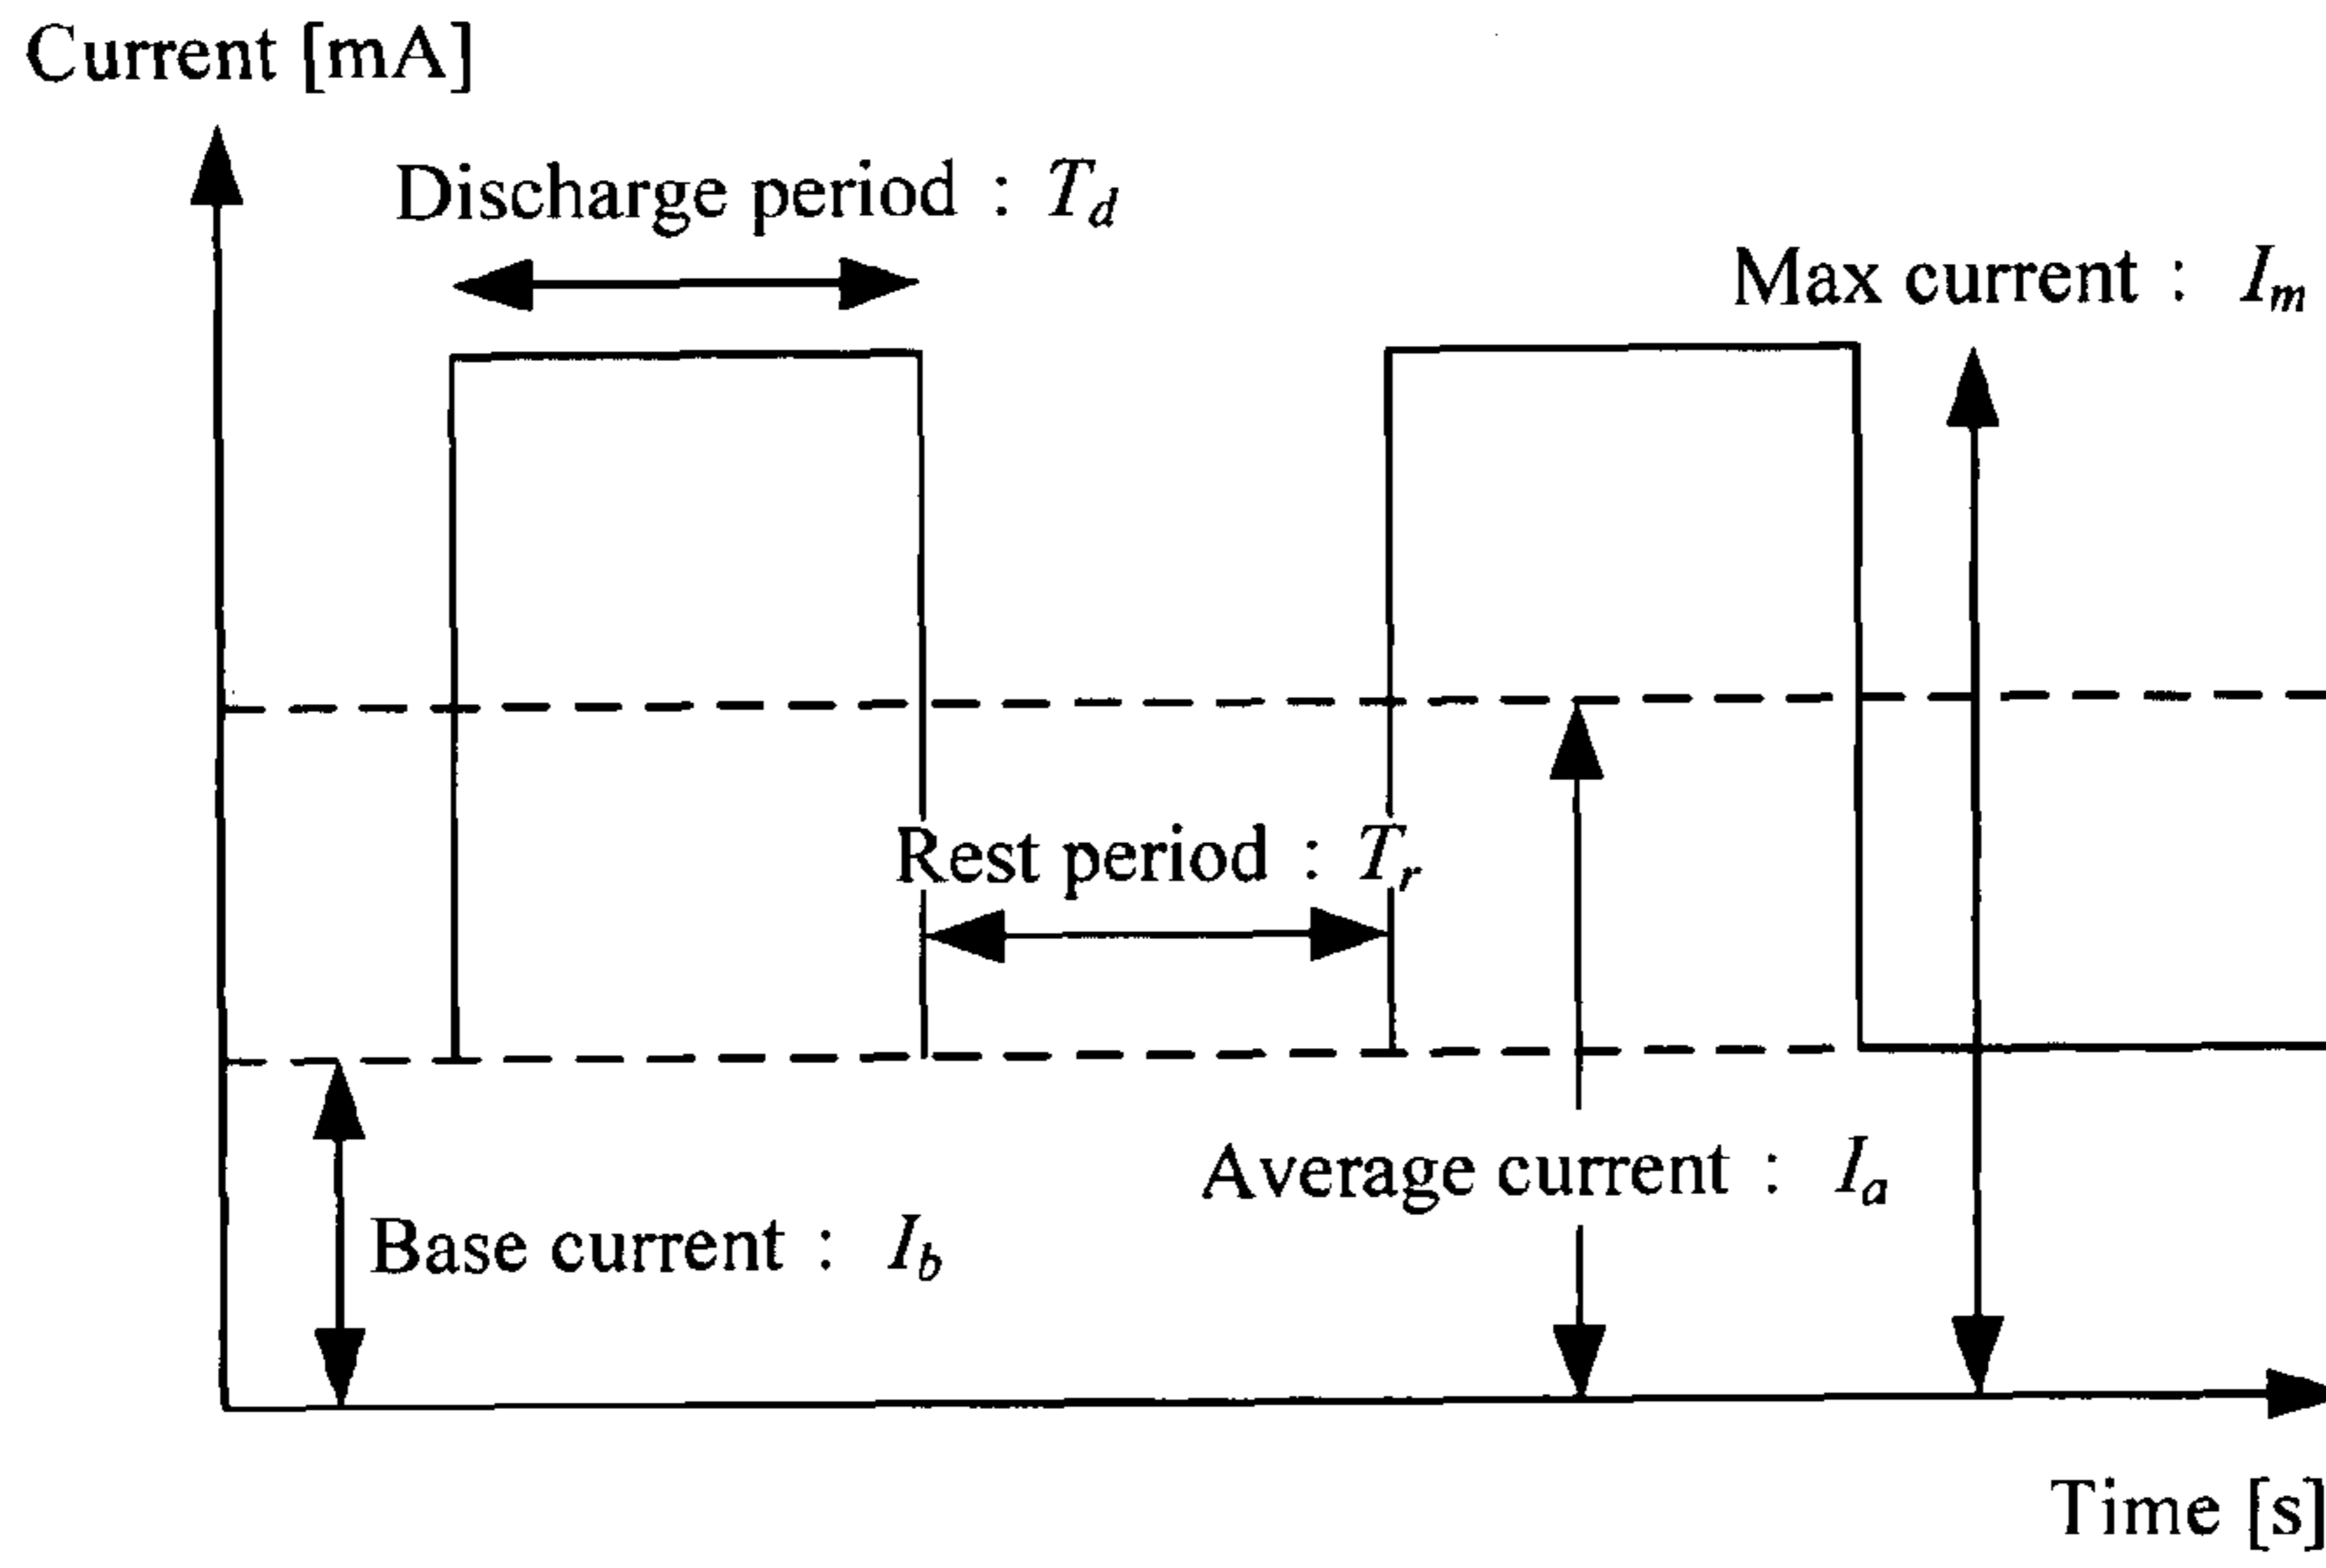 Current [mA]
Discharge period : Td
Max current : Im
Rest period : Tr
Average current : Ia
Base current : Ib
Time [s]